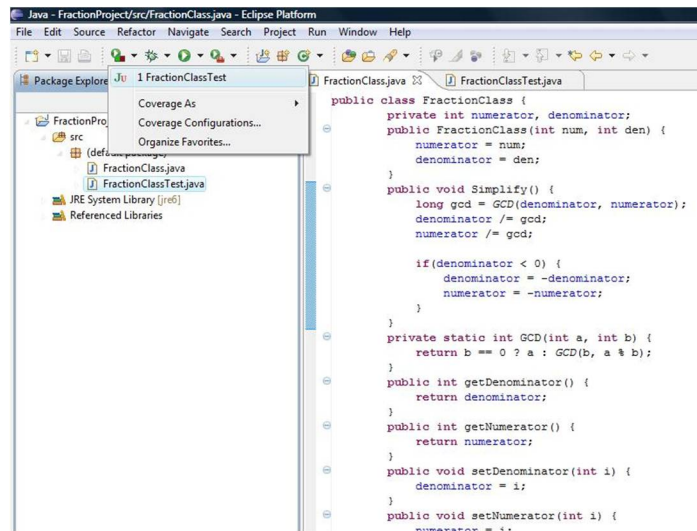 Java - FractionProject/src/FractionClass.java - Eclipse Platform
File Edit Source Refactor Navigate Search Project Run Window Help
Package Explore
JU 1 FractionClassTest
Coverage As
Coverage Configurations...
Organize Favorites...
FractionProj
src
(default package)
FractionClass.java
FractionClassTest.java
JRE System Library [jre6]
Referenced Libraries
FractionClass.java FractionClassTest.java
public class FractionClass {
private int numerator, denominator;
public FractionClass(int num, int den) {
numerator = num;
denominator = den;
}
public void Simplify() {
long gcd = GCD(denominator, numerator);
denominator /= gcd;
numerator /= gcd;
if(denominator < 0) {
denominator = -denominator;
numerator = -numerator;
}
}
private static int GCD(int a, int b) {
return b == 0 ? a : GCD(b, a % b);
}
public int getDenominator() {
return denominator;
}
public int getNumerator() {
return numerator;
}
public void setDenominator(int i) {
denominator = i;
}
public void setNumerator(int i) {
numerator = i;